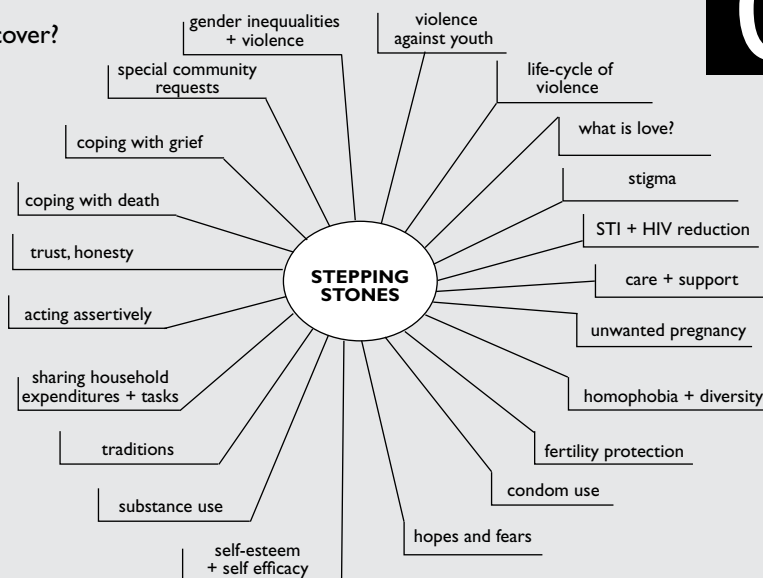 cover?
gender inequualities
+ violence
violence
against youth
special community
requests
life-cycle of
violence
coping with grief
what is love?
coping with death
stigma
trust, honesty
STI + HIV reduction
STEPPING
STONES
care + support
acting assertively
unwanted pregnancy
sharing household
expenditures + tasks
homophobia + diversity
traditions
fertility protection
substance use
condom use
hopes and fears
self-esteem
+ self efficacy